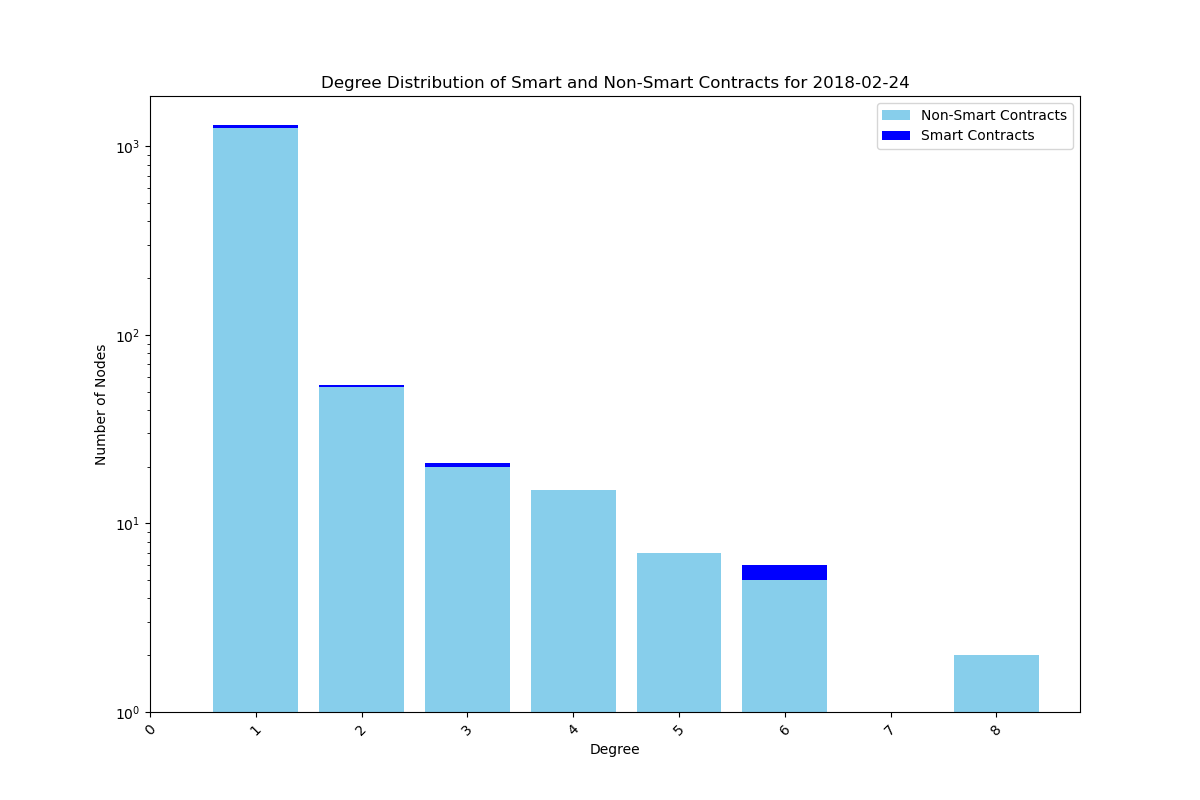 Degree Distribution of Smart and Non-Smart Contracts for 2018-02-24
Non-Smart Contracts
Smart Contracts
Number of Nodes
10³
10²
10¹
10⁰
0 1 2 3 4 5 6 7 8
Degree